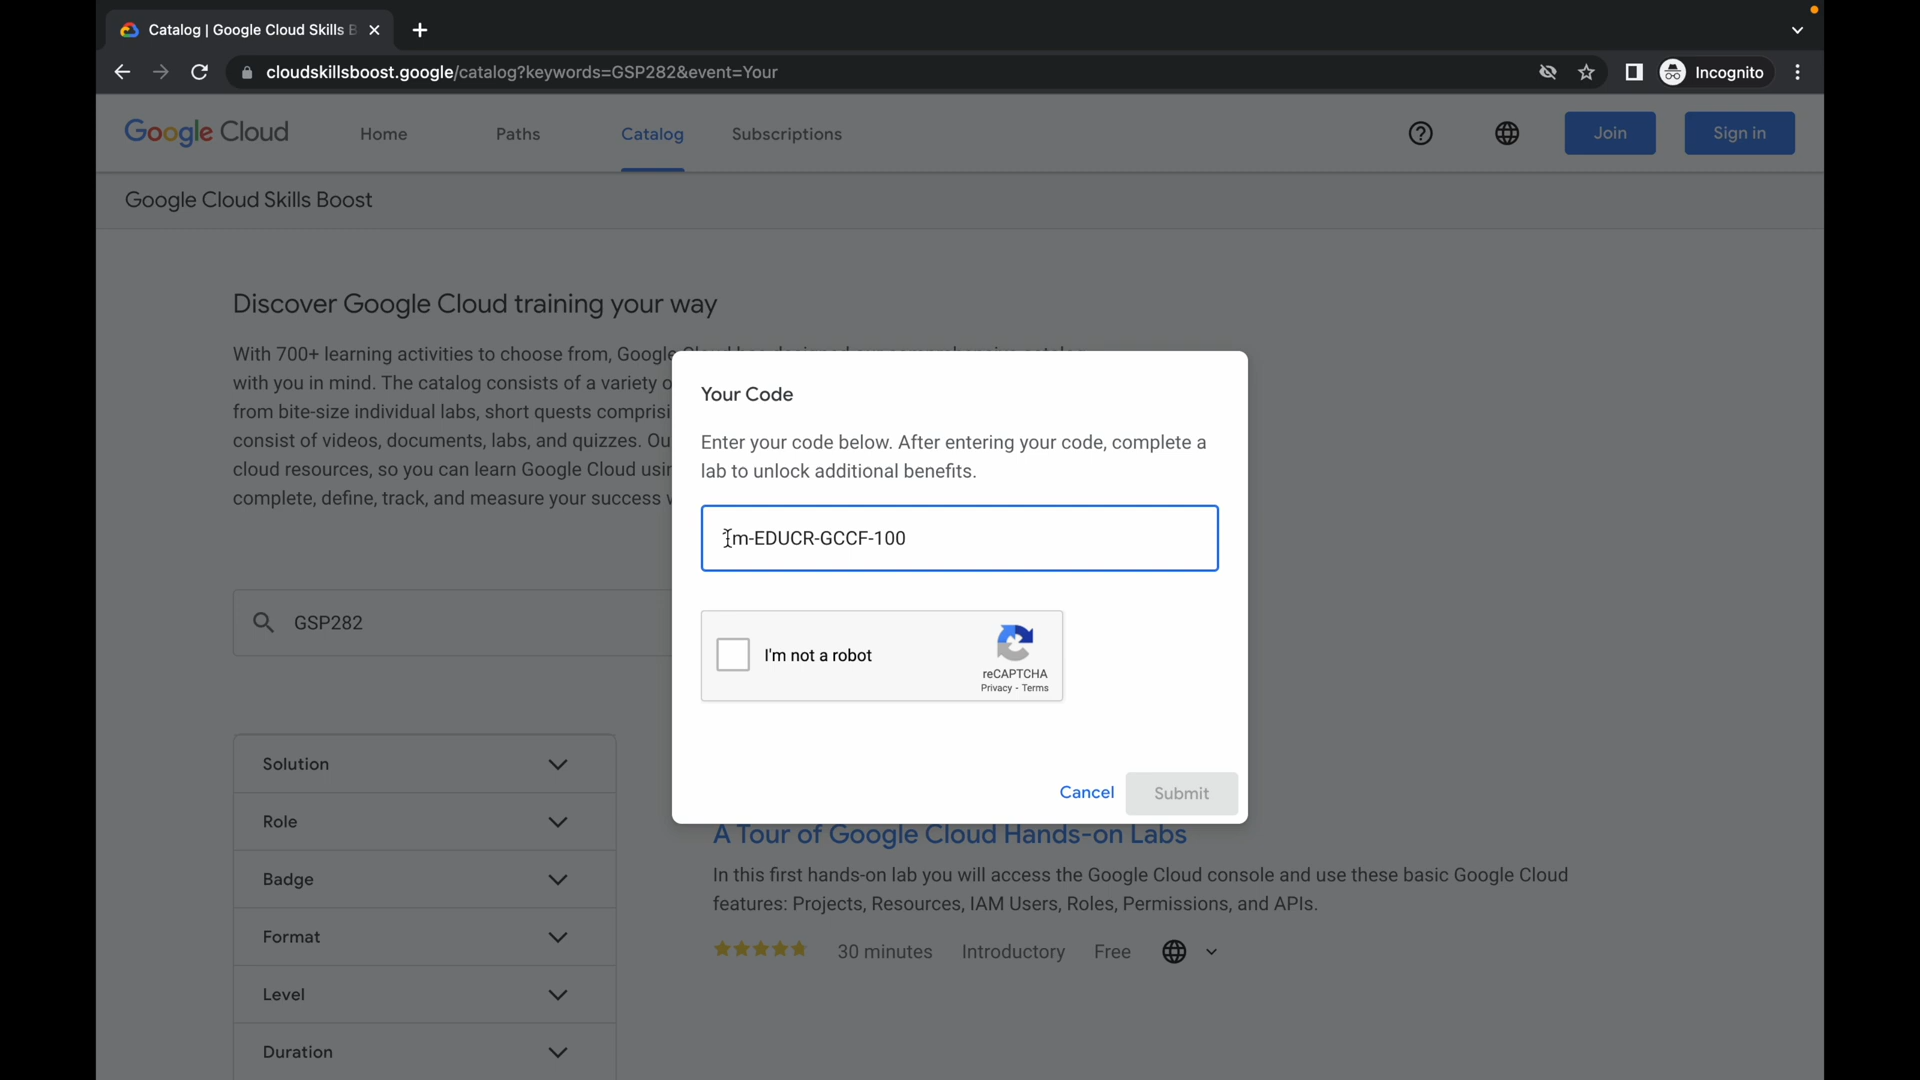 Catalog | Google Cloud Skills B
cloudskillsboost.google/catalog?keywords=GSP282&event=Your
Incognito
Google Cloud
Home
Paths
Catalog
Subscriptions
Join
Sign in
Google Cloud Skills Boost
Discover Google Cloud training your way
With 700+ learning activities to choose from, Google
with you in mind. The catalog consists of a variety
from bite-size individual labs, short quests
consist of videos, documents, labs, and quizzes.
cloud resources, so you can learn Google Cloud
complete, define, track, and measure your success
Your Code
Enter your code below. After entering your code, complete a
lab to unlock additional benefits.
m-EDUCR-GCCF-100
I'm not a robot
reCAPTCHA
Privacy - Terms
Cancel
Submit
GSP282
Solution
Role
Badge
Format
Level
Duration
A Tour of Google Cloud Hands-on Labs
In this first hands-on lab you will access the Google Cloud console and use these basic Google Cloud
features: Projects, Resources, IAM Users, Roles, Permissions, and APIs.
30 minutes
Introductory
Free